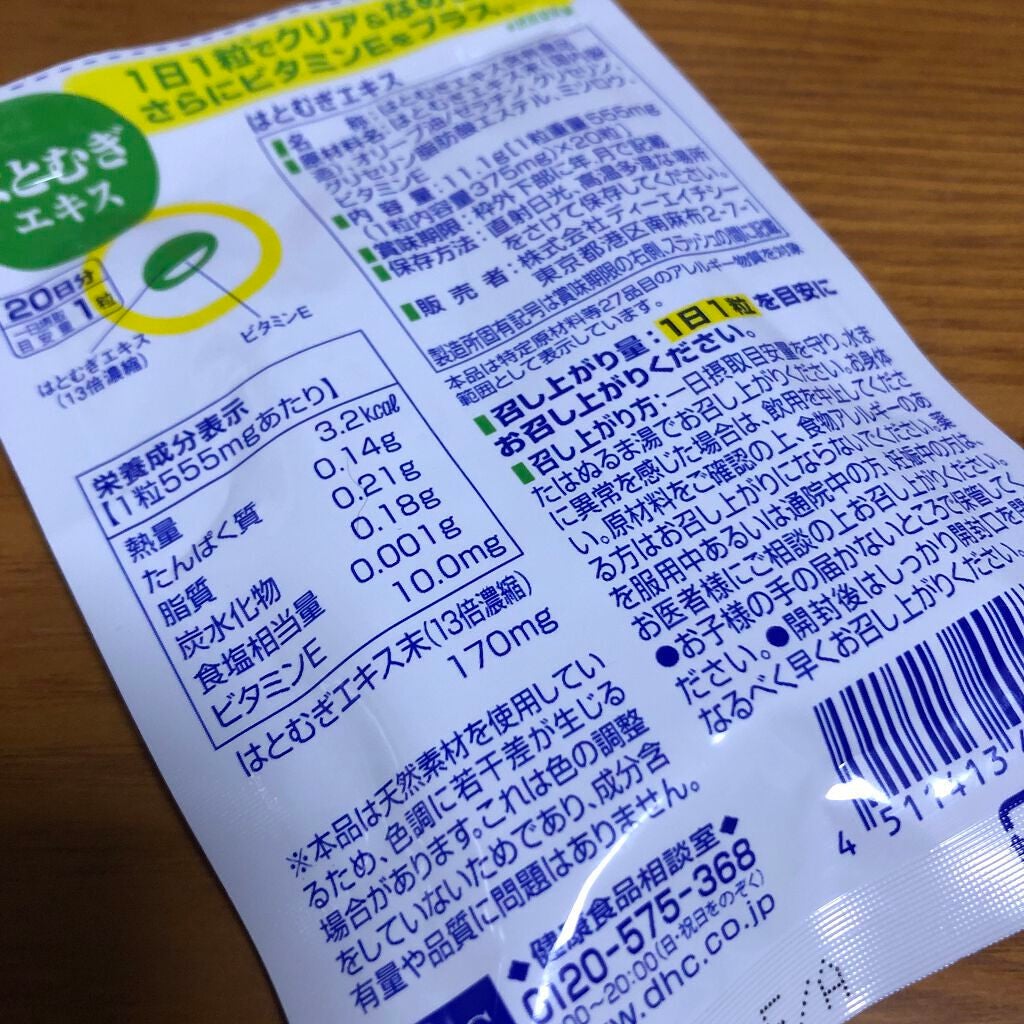 1日1粒でクリア&なめ
さらにビタミンEをプラス
とむぎ
エキス
20日分
一日摂取
目安量
1粒
はとむぎエキス
(13倍濃縮)
ビタミンE
栄養成分表示
【1粒555mgあたり】
熱量 3.2kcal
たんぱく質 0.14g
脂質 0.21g
炭水化物 0.18g
食塩相当量 0.001g
ビタミンE 10.0mg
はとむぎエキス末(13倍濃縮)
170mg
※本品は天然素材を使用してい
るため、色調に若干差が生じる
場合があります。これは色の調整
をしていないためであり、成分含
有量や品質に問題はありません。
はとむぎエキス
グリセリン脂肪酸エステル、ミツロウ、
ビタミンE
内容量:11.1g(1粒重量555mg
(1粒内容量375mg)×20粒)
賞味期限:枠外下部に年月で記載
保存方法:直射日光、高温多湿な場所
をさけて保存してください。
販売者:株式会社ディーエイチシー
東京都港区南麻布2-7-1
製造所固有記号は賞味期限の右側、スラッシュの間に記載
本品は特定原材料等27品目のアレルギー物質を対象
範囲として表示しています。
召し上がり量:1日1粒を目安に
お召し上がりください。
召し上がり方:一日摂取目安量を守り、水ま
たはぬるま湯でお召し上がりください。お身体
に異常を感じた場合は、飲用を中止してくださ
い。原材料をご確認の上、食物アレルギーのあ
る方はお召し上がりにならないでください。薬
を服用中あるいは通院中の方、妊娠中の方は、
お医者様にご相談の上お召し上がりください。
●お子様の手の届かないところで保管してく
ださい。●開封後はしっかり開封口を閉
なるべく早くお召し上がりください。
4 511413
◆健康食品相談室◆
0120-575-368
00~20:00(日・祝日をのぞく)
w.dhc.co.jp